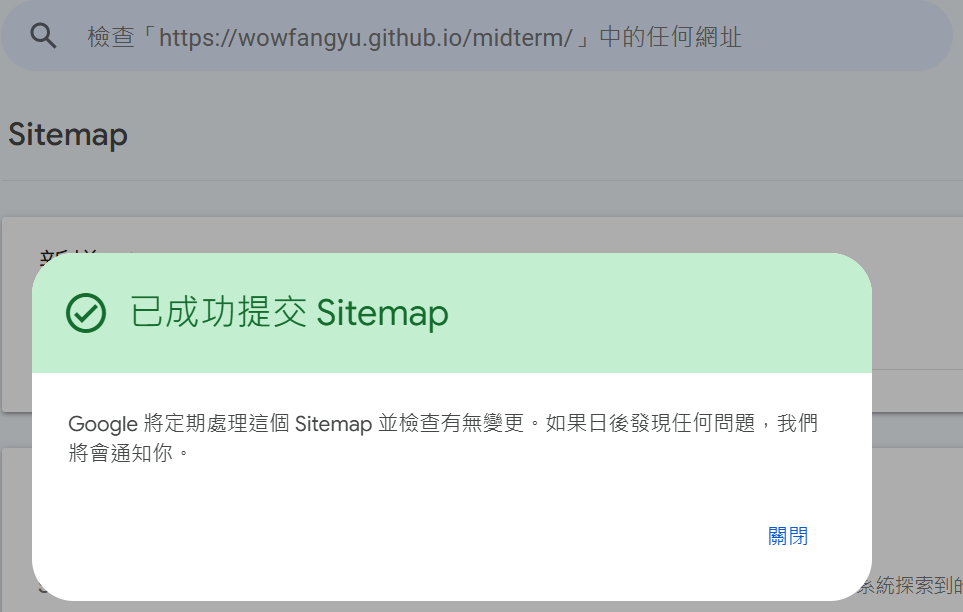 檢查「https://wowfangyu.github.io/midterm/」中的任何網址
Sitemap
已成功提交 Sitemap
Google 將定期處理這個 Sitemap 並檢查有無變更。如果日後發現任何問題，我們
將會通知你。
關閉
系統探索到的